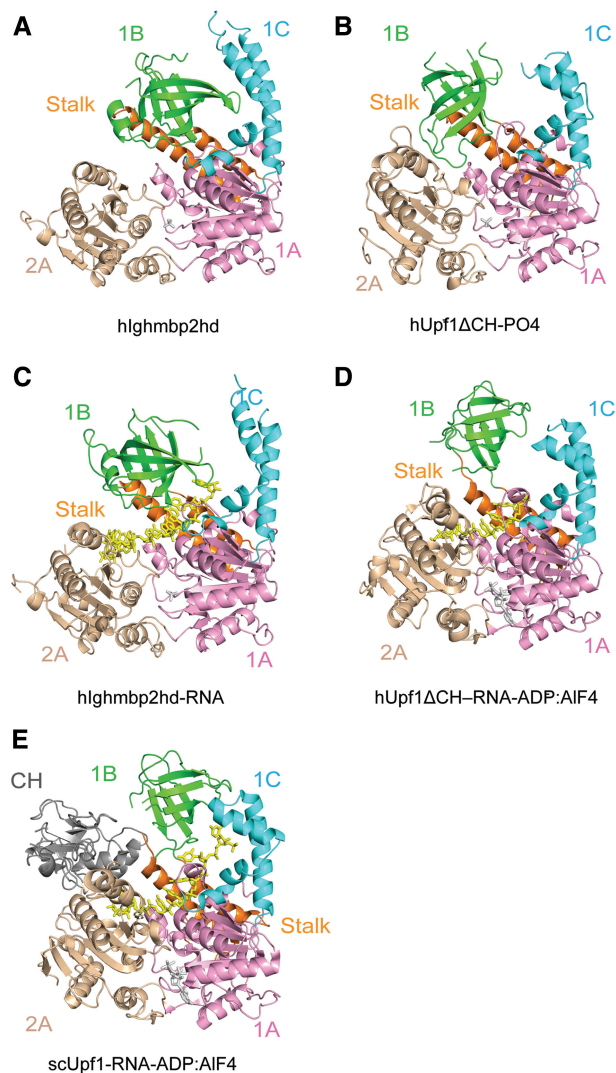 A
1B
1C
Stalk
2A
1A
hIghmbp2hd
B
1B
1C
Stalk
2A
1A
hUpf1ΔCH-PO4
C
1B
1C
Stalk
2A
1A
hIghmbp2hd-RNA
D
1B
1C
Stalk
2A
1A
hUpf1ΔCH–RNA-ADP:AlF4
E
CH
1B
1C
Stalk
2A
1A
scUpf1-RNA-ADP:AlF4